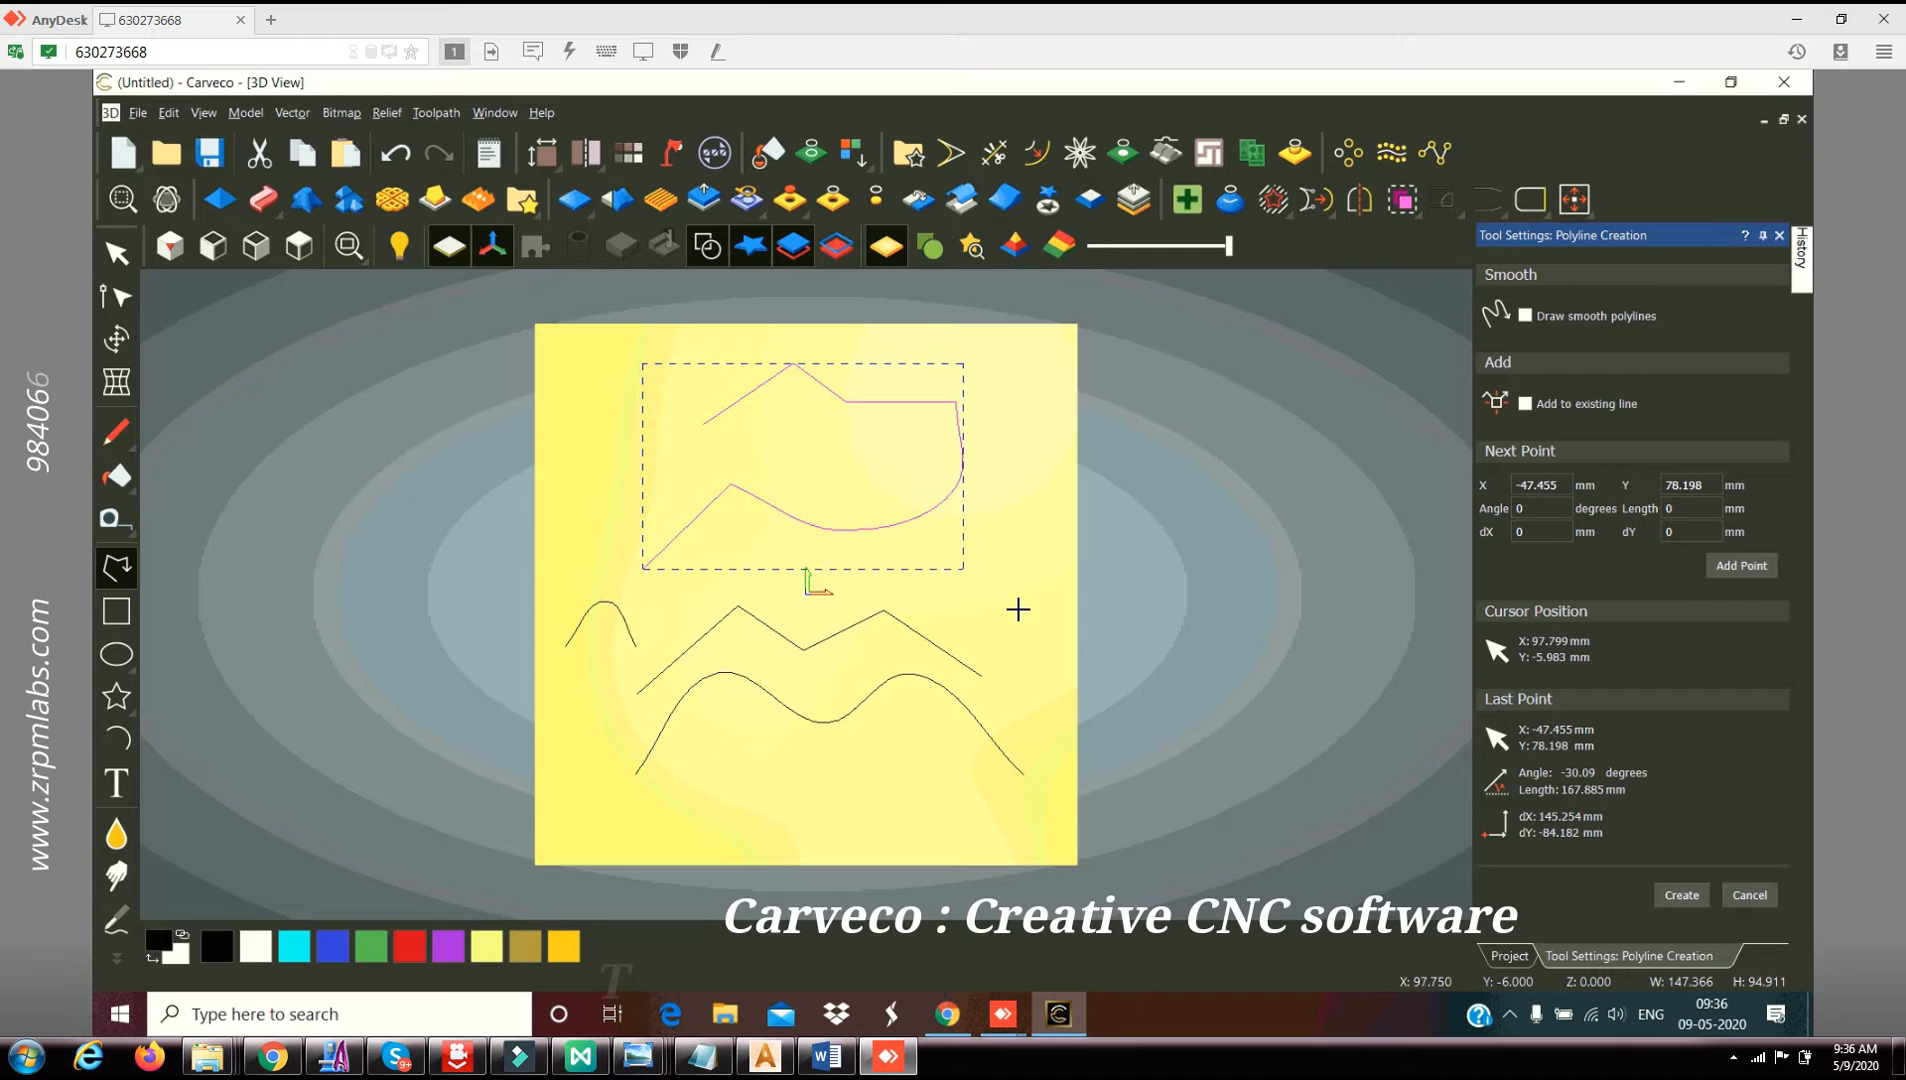 AnyDesk
630273668
630273668
1
(Untitled) - Carveco - [3D View]
3D File Edit View Model Vector Bitmap Relief Toolpath Window Help
Tool Settings: Polyline Creation
History
Smooth
Draw smooth polylines
Add
Add to existing line
Next Point
X -47.455 mm Y 78.198 mm
Angle 0 degrees Length 0 mm
dX 0 mm dY 0 mm
Add Point
Cursor Position
X: 97.799 mm
Y: -5.983 mm
Last Point
X: -47.455 mm
Y: 78.198 mm
Angle: -30.09 degrees
Length: 167.885 mm
dX: 145.254 mm
dY: -84.182 mm
Create Cancel
984066
www.zrpmlabs.com
T
Carveco : Creative CNC software
T
Project Tool Settings: Polyline Creation
X: 97.750 Y: -6.000 Z: 0.000 W: 147.366 H: 94.911
Type here to search
ENG
09:36
09-05-2020
9+
9:36 AM
5/9/2020